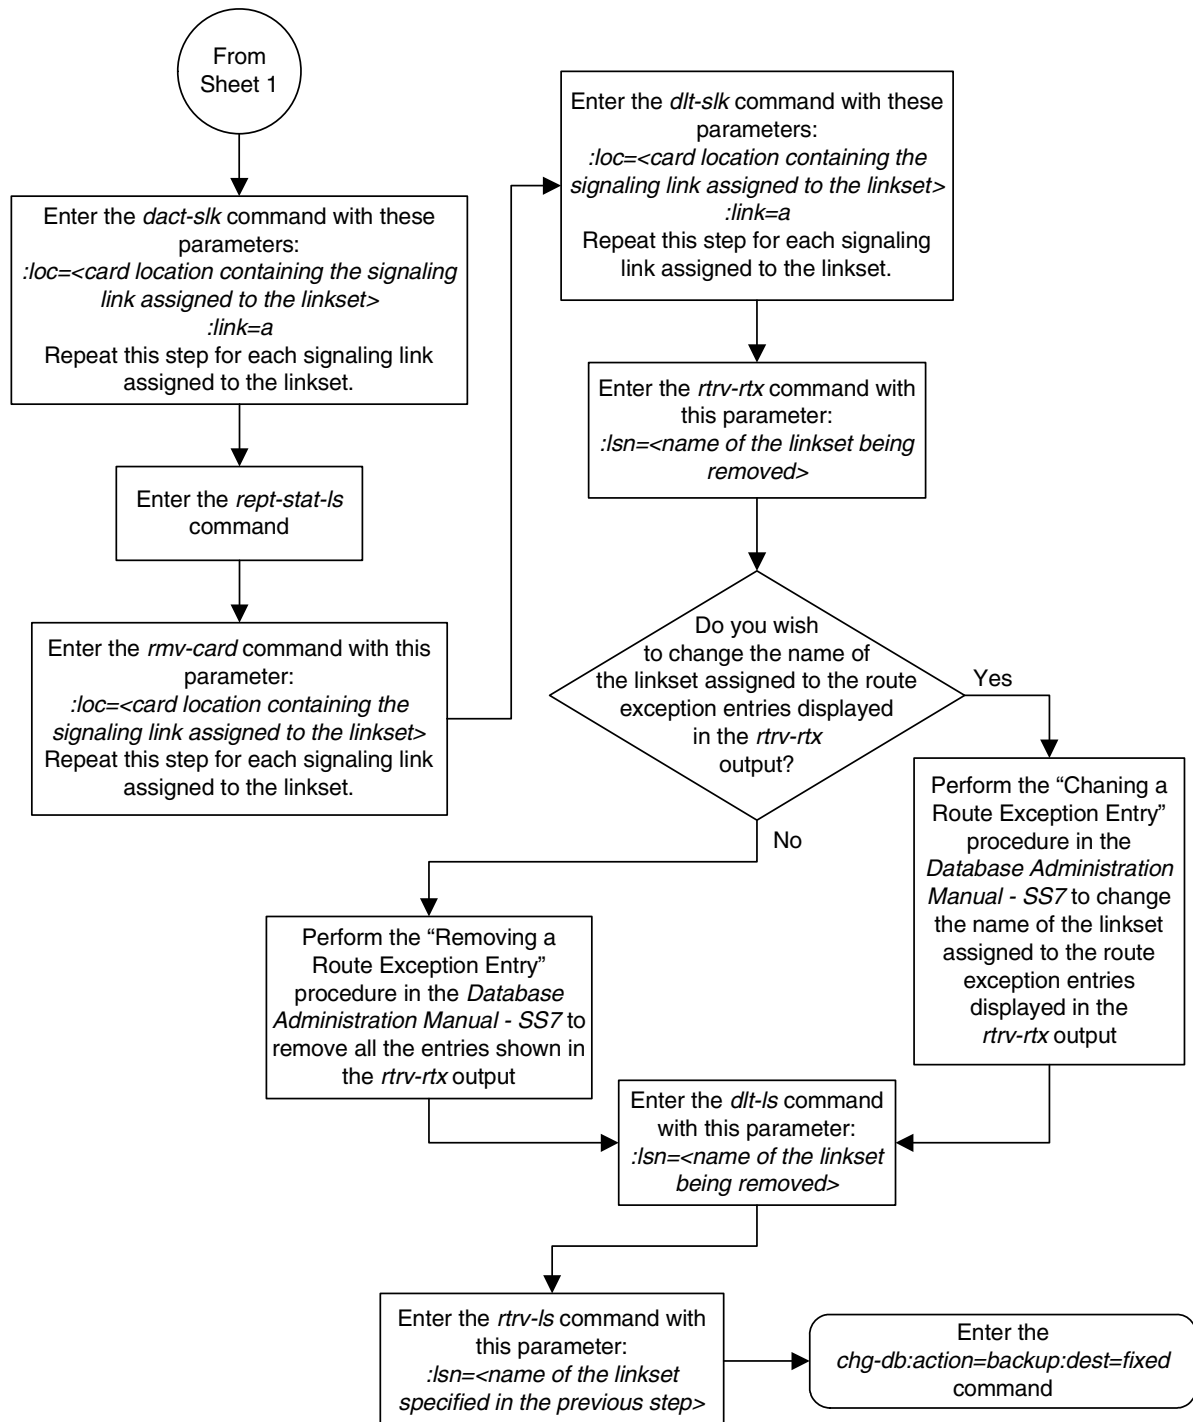 From
Sheet 1
Enter the dact-slk command with these
parameters:
:loc=<card location containing the signaling
link assigned to the linkset>
:link=a
Repeat this step for each signaling link
assigned to the linkset.
Enter the rept-stat-ls
command
Enter the rmv-card command with this
parameter:
:loc=<card location containing the
signaling link assigned to the linkset>
Repeat this step for each signaling link
assigned to the linkset.
Enter the dlt-slk command with these
parameters:
:loc=<card location containing the
signaling link assigned to the linkset>
:link=a
Repeat this step for each signaling
link assigned to the linkset.
Enter the rtrv-rtx command with
this parameter:
:lsn=<name of the linkset being
removed>
Do you wish
to change the name of
the linkset assigned to the route
exception entries displayed
in the rtrv-rtx
output?
Yes
No
Perform the “Chaning a
Route Exception Entry”
procedure in the
Database Administration
Manual - SS7 to change
the name of the linkset
assigned to the route
exception entries
displayed in the
rtrv-rtx output
Perform the “Removing a
Route Exception Entry”
procedure in the Database
Administration Manual - SS7 to
remove all the entries shown in
the rtrv-rtx output
Enter the dlt-ls command
with this parameter:
:lsn=<name of the linkset
being removed>
Enter the rtrv-ls command with
this parameter:
:lsn=<name of the linkset
specified in the previous step>
Enter the
chg-db:action=backup:dest=fixed
command